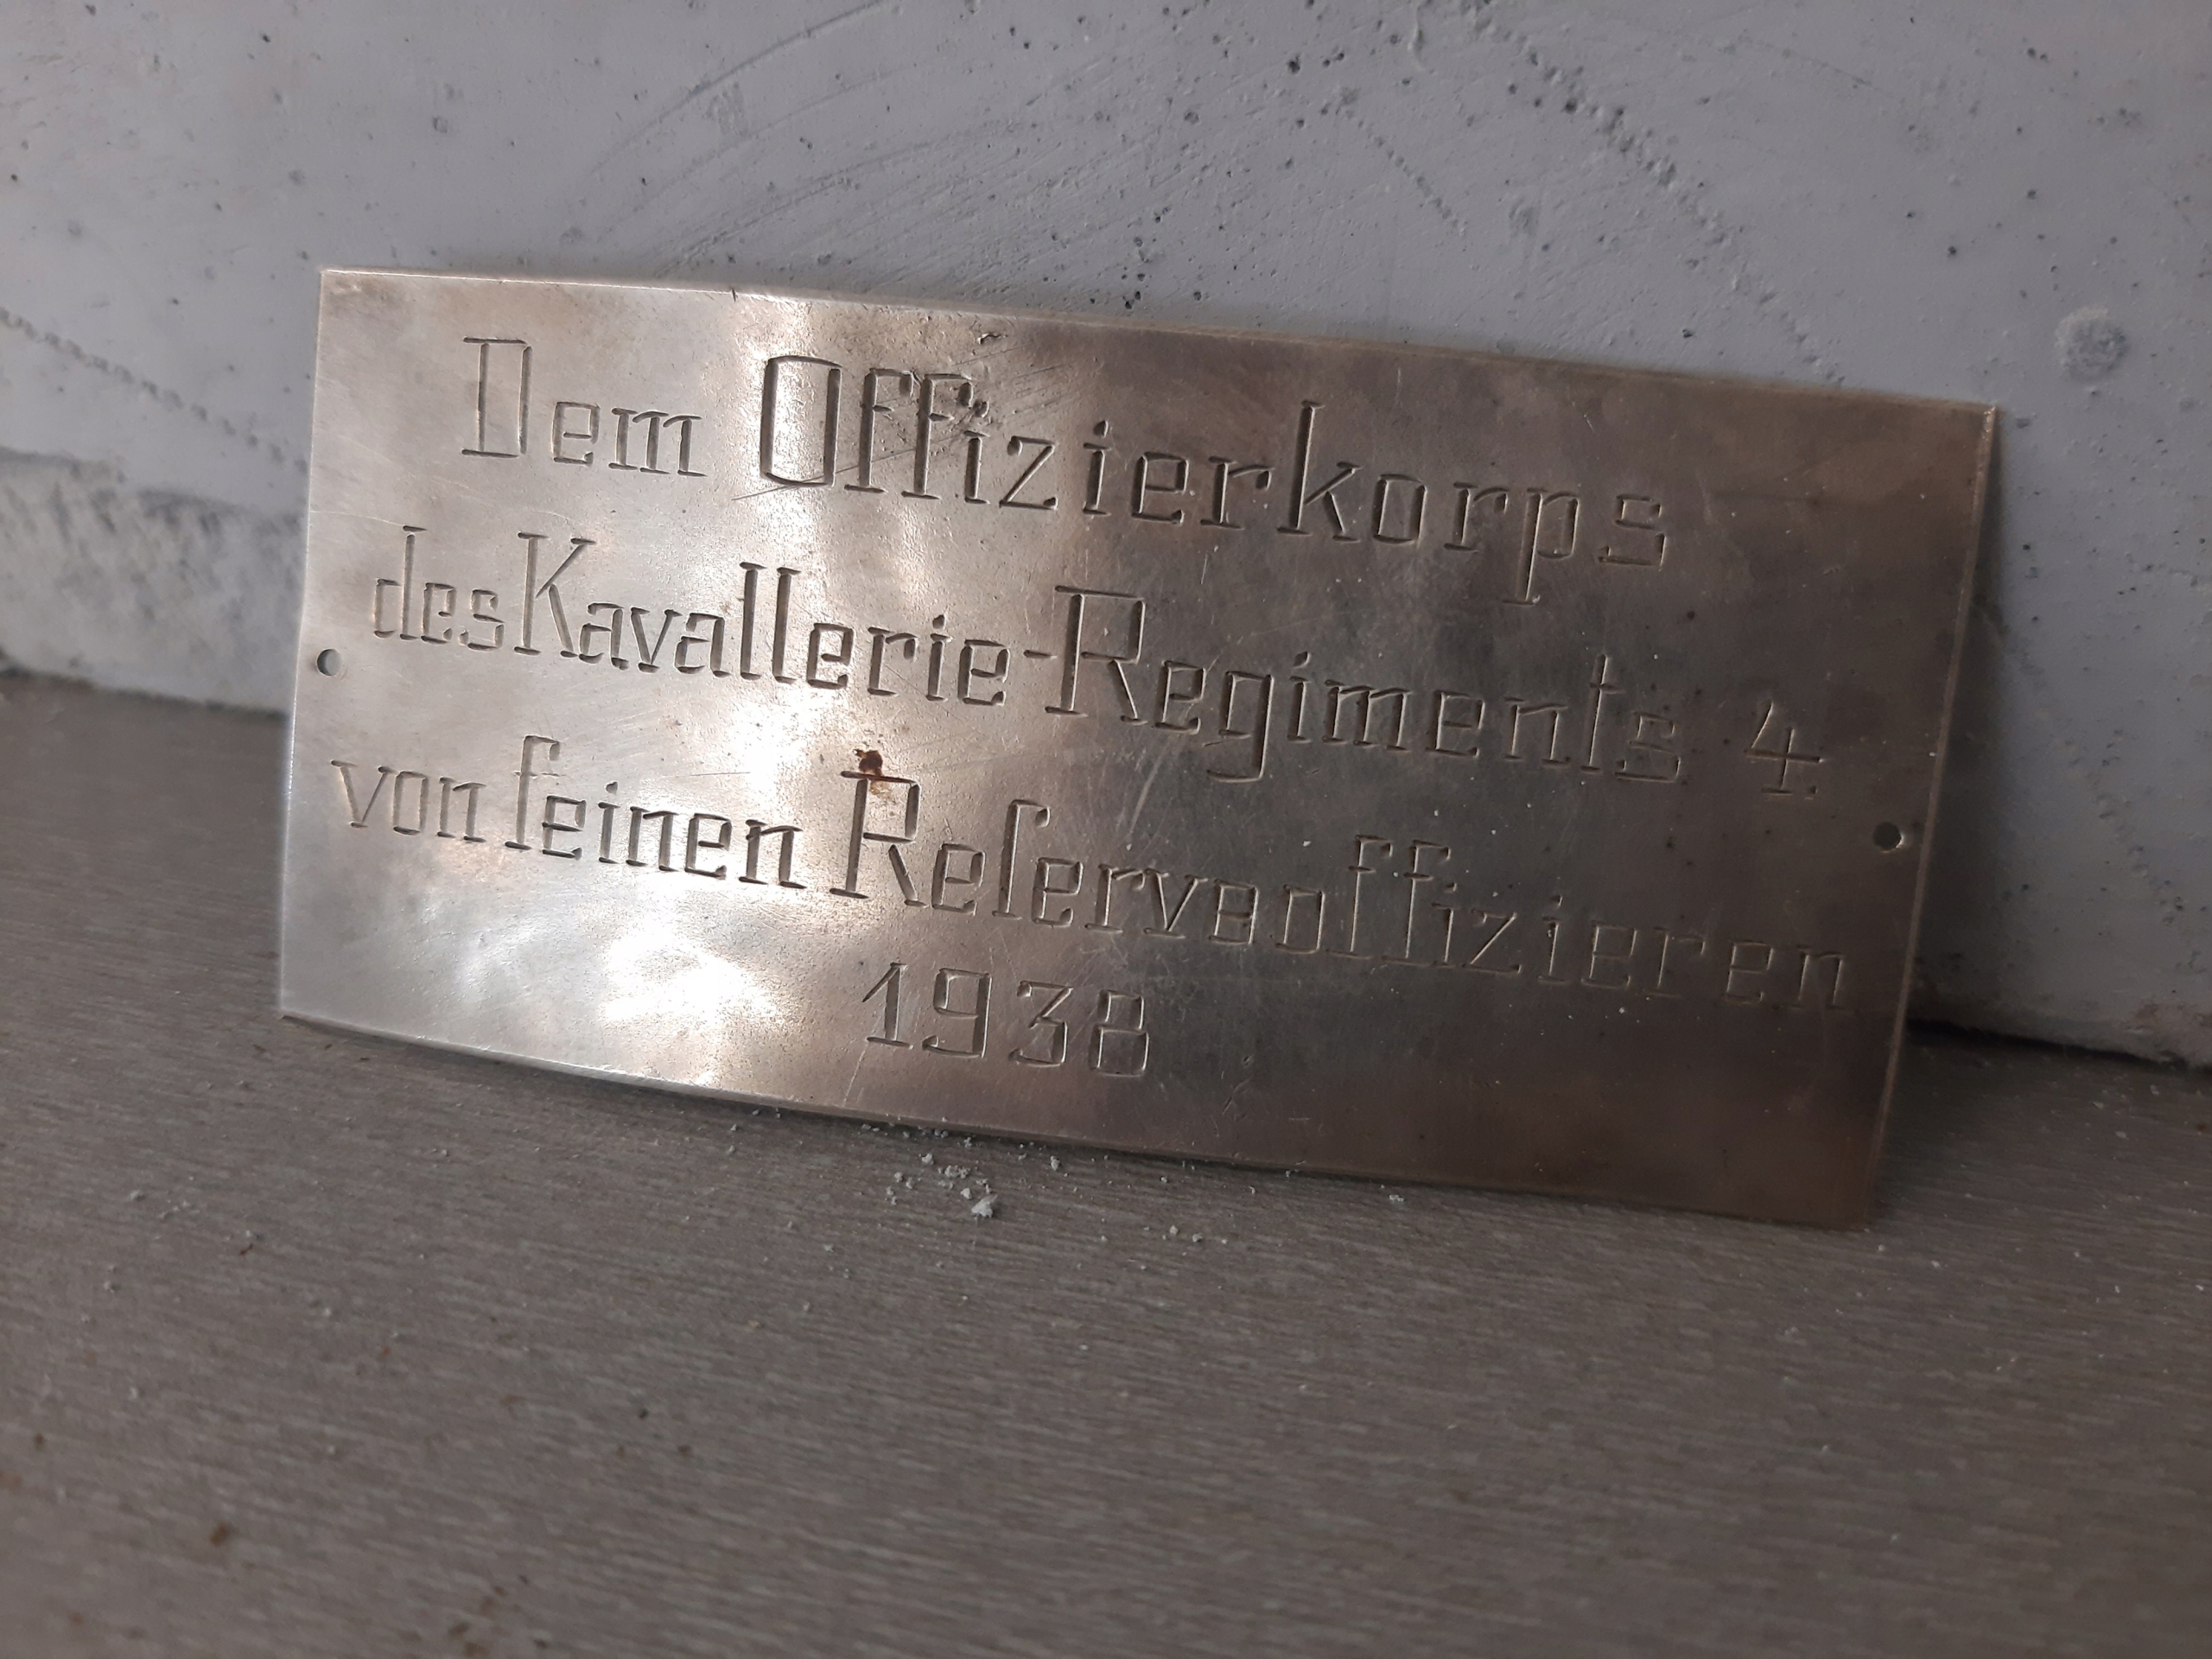 Dem Offizierkorps
des Kavallerie-Regiments 4.
von ſeinen Reſerveoffizieren
1938